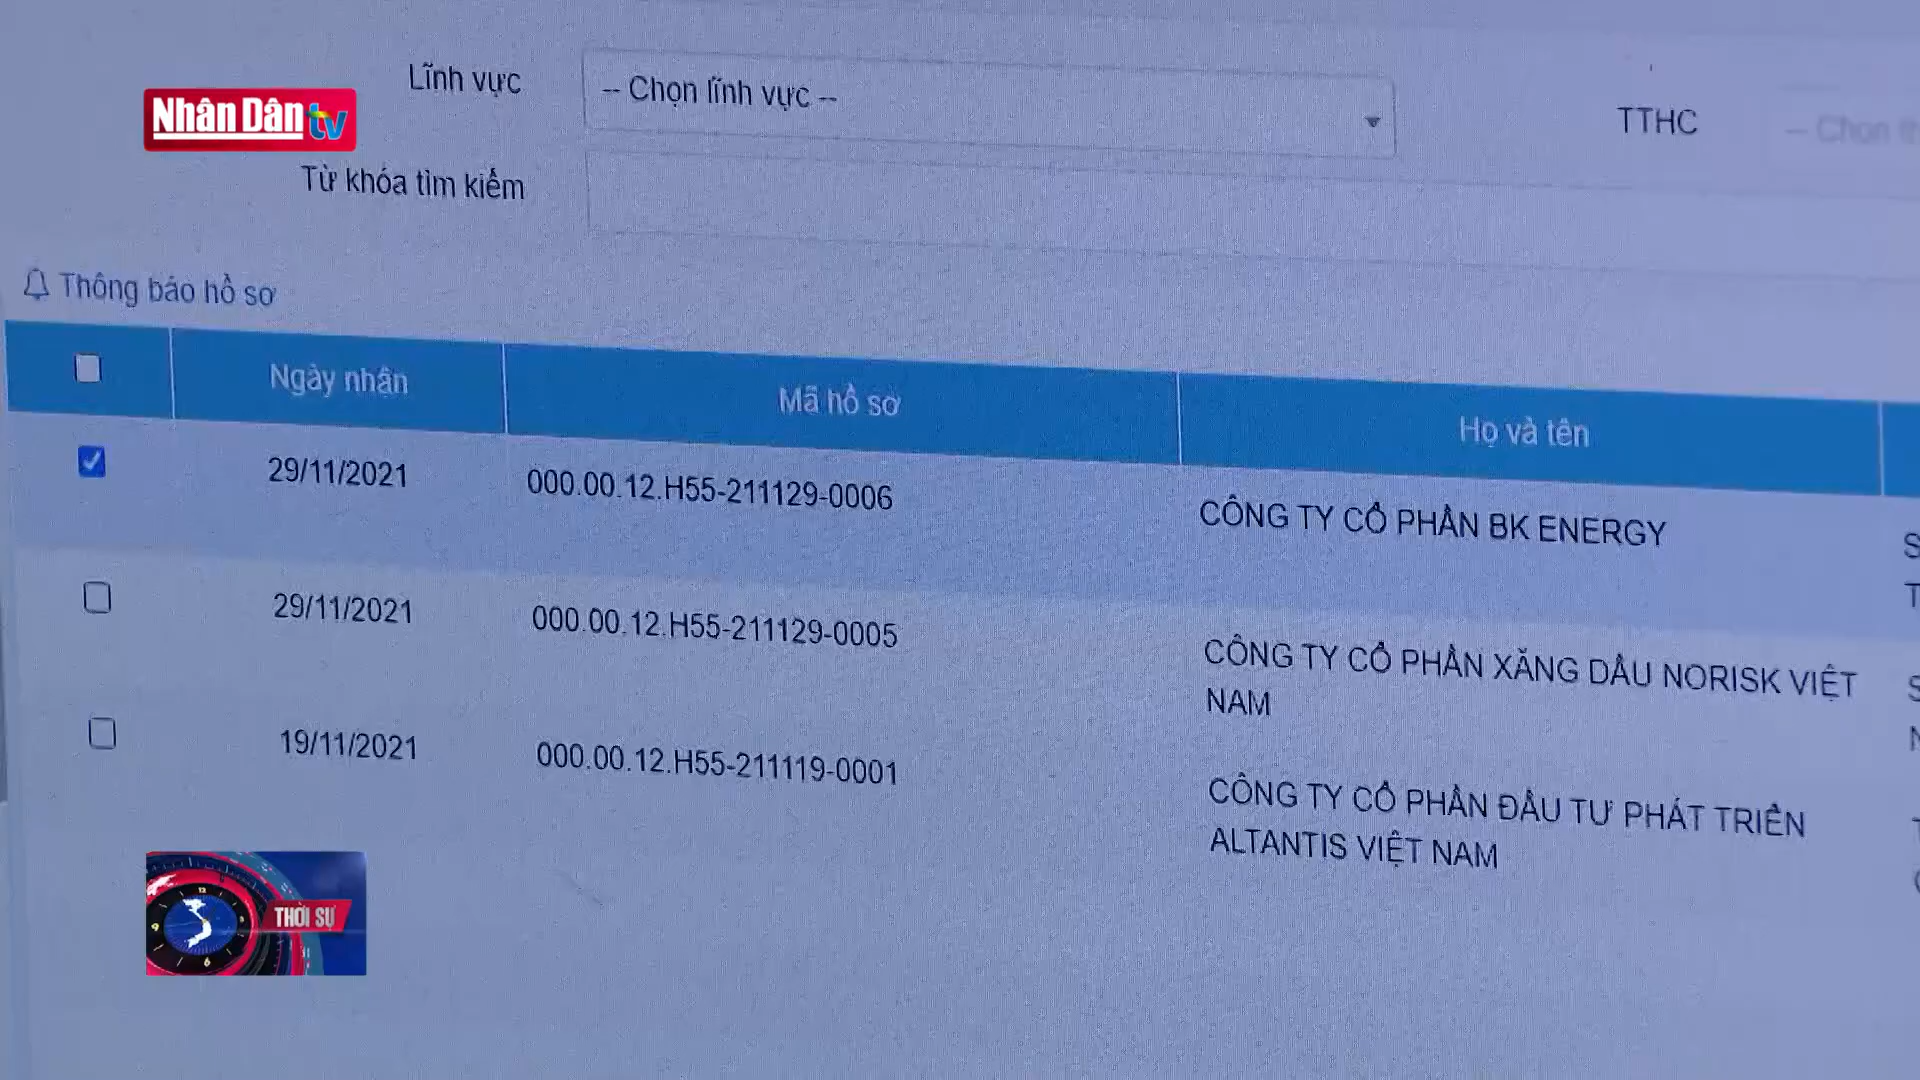 Nhân Dân tv
Lĩnh vực
-- Chọn lĩnh vực --
TTHC
-- Chọn
Từ khóa tìm kiếm
Thông báo hồ sơ
Ngày nhận
Mã hồ sơ
Họ và tên
29/11/2021
000.00.12.H55-211129-0006
CÔNG TY CỔ PHẦN BK ENERGY
29/11/2021
000.00.12.H55-211129-0005
CÔNG TY CỔ PHẦN XĂNG DẦU NORISK VIỆT
NAM
19/11/2021
000.00.12.H55-211119-0001
CÔNG TY CỔ PHẦN ĐẦU TƯ PHÁT TRIỂN
ALTANTIS VIỆT NAM
THỜI SỰ
12
9
6